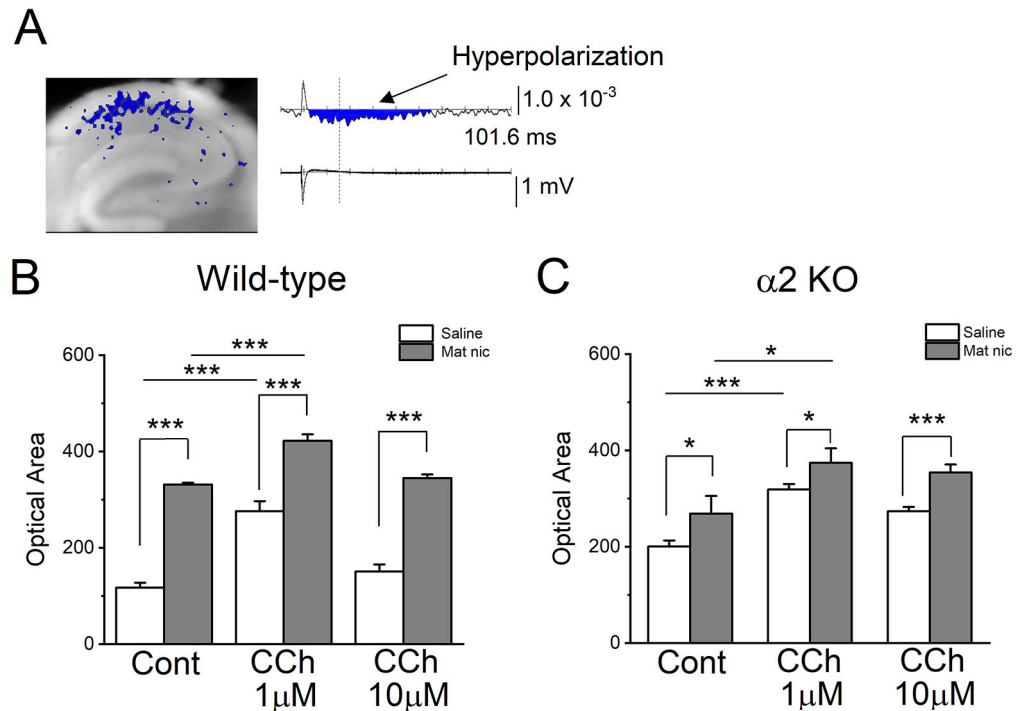 A
Hyperpolarization
1.0 x 10-3
101.6 ms
1 mV
B
Wild-type
Saline
Mat nic
600
400
200
0
Optical Area
***
***
***
***
***
Cont
CCh
1μM
CCh
10μM
C
α2 KO
Saline
Mat nic
600
400
200
0
Optical Area
*
***
*
*
***
Cont
CCh
1μM
CCh
10μM